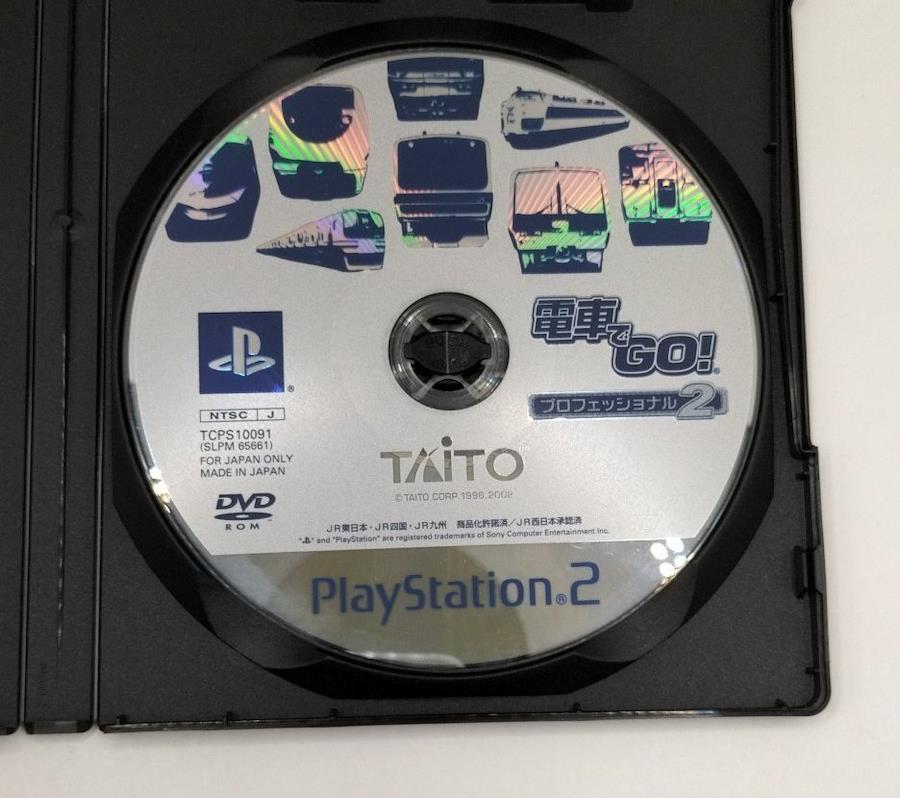 電車でGO!
プロフェッショナル2
®
NTSC J
TCPS10091
(SLPM 65661)
FOR JAPAN ONLY
MADE IN JAPAN
DVD
ROM
TAITO
© TAITO CORP. 1996, 2002
JR東日本・JR四国・JR九州 商品化許諾済/JR西日本承認済
" " and "PlayStation" are registered trademarks of Sony Computer Entertainment Inc.
PlayStation®2